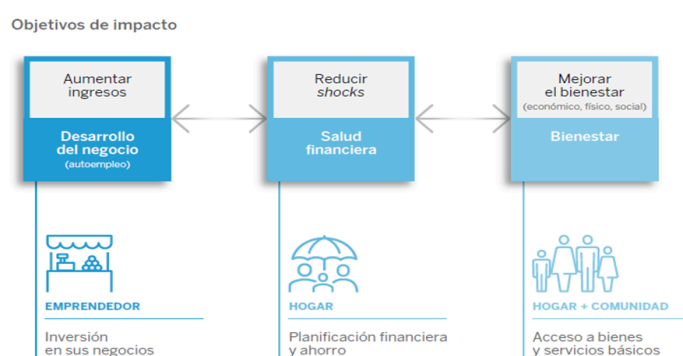 Objetivos de impacto
Aumentar
ingresos
Desarrollo
del negocio
(autoempleo)
Reducir
shocks
Salud
financiera
Mejorar
el bienestar
(económico, físico, social)
Bienestar
EMPRENDEDOR
Inversión
en sus negocios
HOGAR
Planificación financiera
y ahorro
HOGAR + COMUNIDAD
Acceso a bienes
y servicios básicos